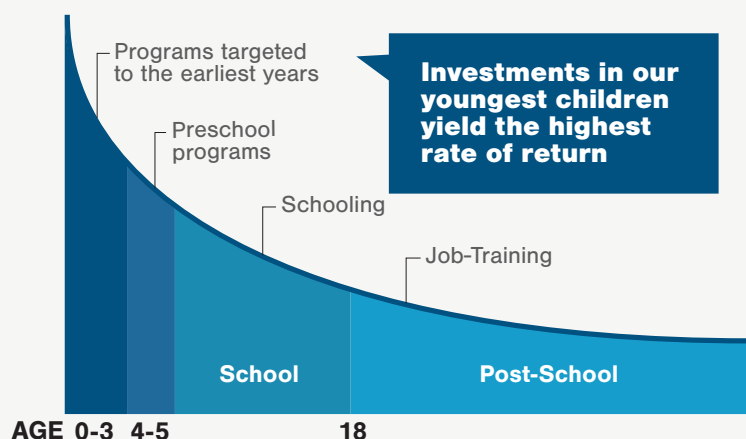 Programs targeted
to the earliest years
Investments in our
youngest children
yield the highest
rate of return
Preschool
programs
Schooling
Job-Training
School
Post-School
AGE 0-3 4-5 18